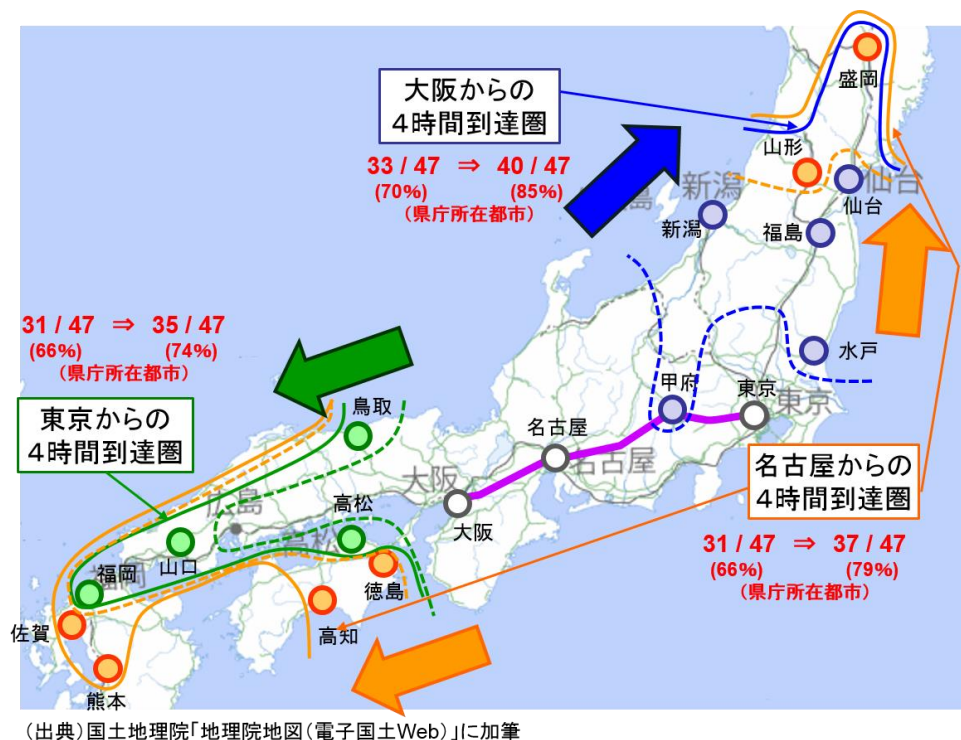 盛岡
大阪からの
４時間到達圏
33 / 47 ⇒ 40 / 47
(70%) (85%)
（県庁所在都市）
山形
仙台
仙台
新潟
新潟
福島
31 / 47 ⇒ 35 / 47
(66%) (74%)
（県庁所在都市）
水戸
東京からの
４時間到達圏
鳥取
甲府
東京
東京
名古屋
名古屋
名古屋からの
４時間到達圏
大阪
大阪
広島
高松
高松
31 / 47 ⇒ 37 / 47
(66%) (79%)
（県庁所在都市）
山口
福岡
福岡
徳島
佐賀
高知
熊本
（出典）国土地理院「地理院地図（電子国土Web）」に加筆